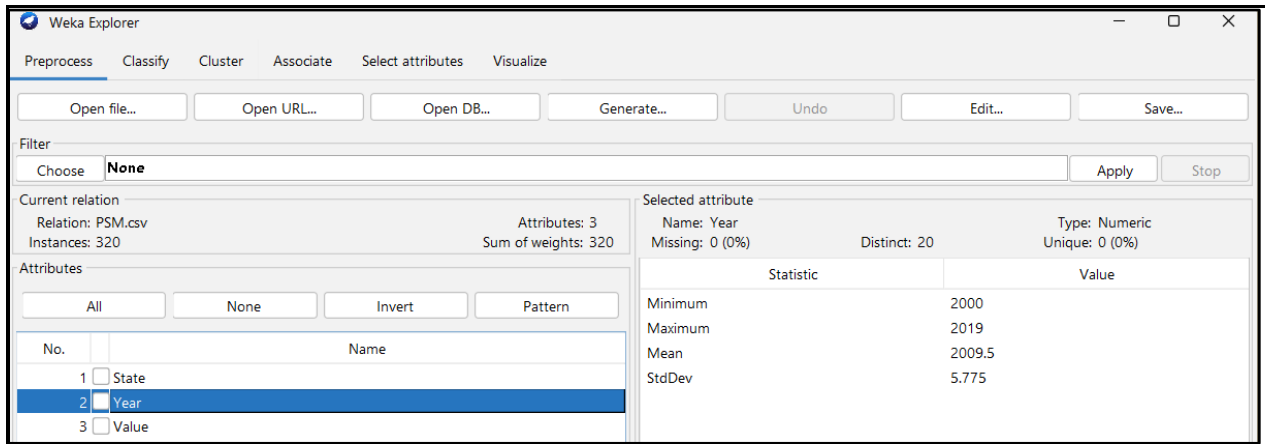 Weka Explorer
Preprocess Classify Cluster Associate Select attributes Visualize
Open file... Open URL... Open DB... Generate... Undo Edit... Save...
Filter
Choose None Apply Stop
Current relation
Relation: PSM.csv Attributes: 3
Instances: 320 Sum of weights: 320
Selected attribute
Name: Year Type: Numeric
Missing: 0 (0%) Distinct: 20 Unique: 0 (0%)
Attributes
All None Invert Pattern
No. Name
1 State
2 Year
3 Value
Statistic Value
Minimum 2000
Maximum 2019
Mean 2009.5
StdDev 5.775